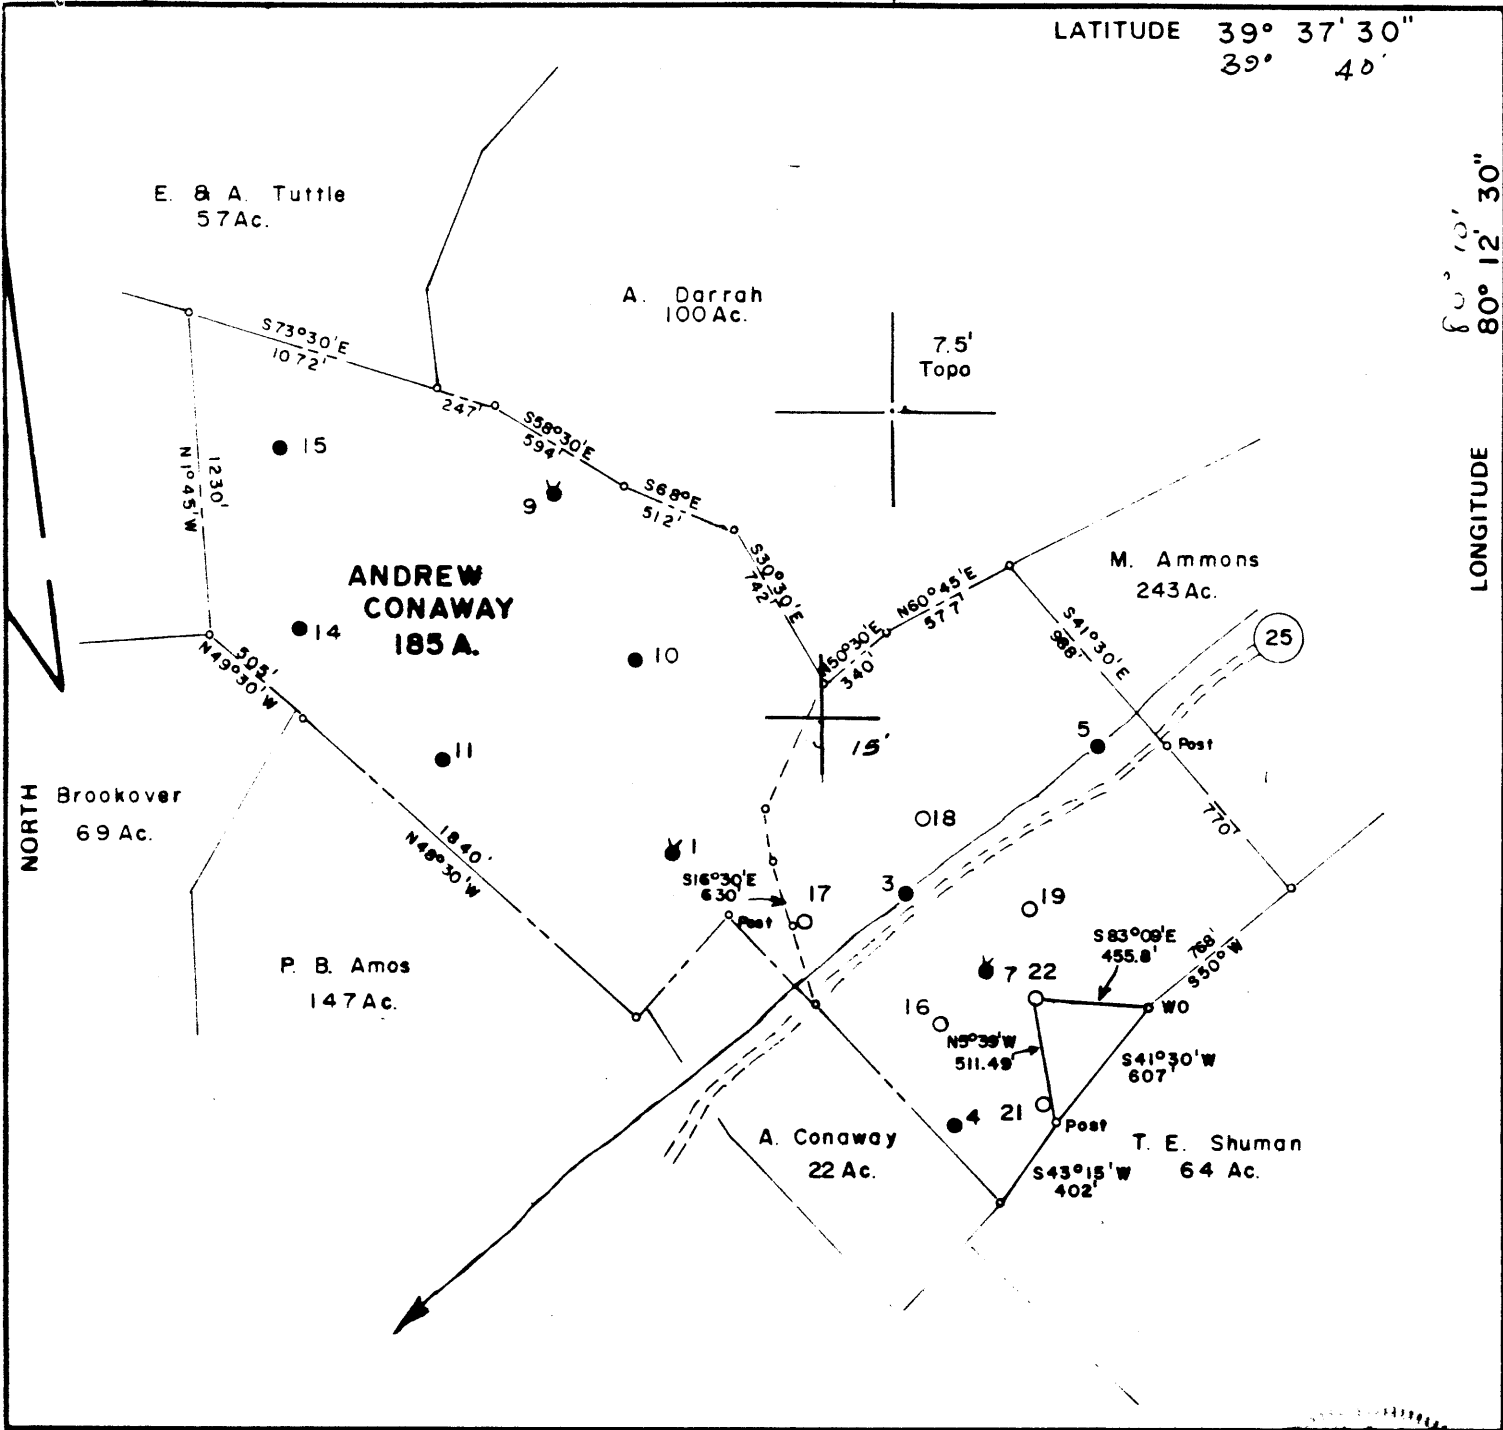 LATITUDE 39° 37' 30"
39° 40'
80° 12' 30"
80° 10'
LONGITUDE
E. & A. Tuttle
57 Ac.
A. Darrah
100 Ac.
7.5'
Topo
S73°30'E
1072'
247'
S58°30'E
594'
S68°E
512'
15
9
1230'
N1°45'W
S30°30'E
742'
ANDREW
CONAWAY
185 A.
M. Ammons
243 Ac.
N60°45'E
577'
N50°30'E
340'
S41°30'E
988'
25
14
10
505'
N49°30'W
5
Post
15'
11
NORTH
Brookover
69 Ac.
18
770'
1840'
N48°30'W
1
S16°30'E
630'
17
3
19
Post
S83°09'E
455.8'
768'
S50°W
P. B. Amos
147 Ac.
7
22
16
WO
N5°39'W
511.49'
S41°30'W
607'
4
21
Post
A. Conaway
22 Ac.
T. E. Shuman
64 Ac.
S43°15'W
402'